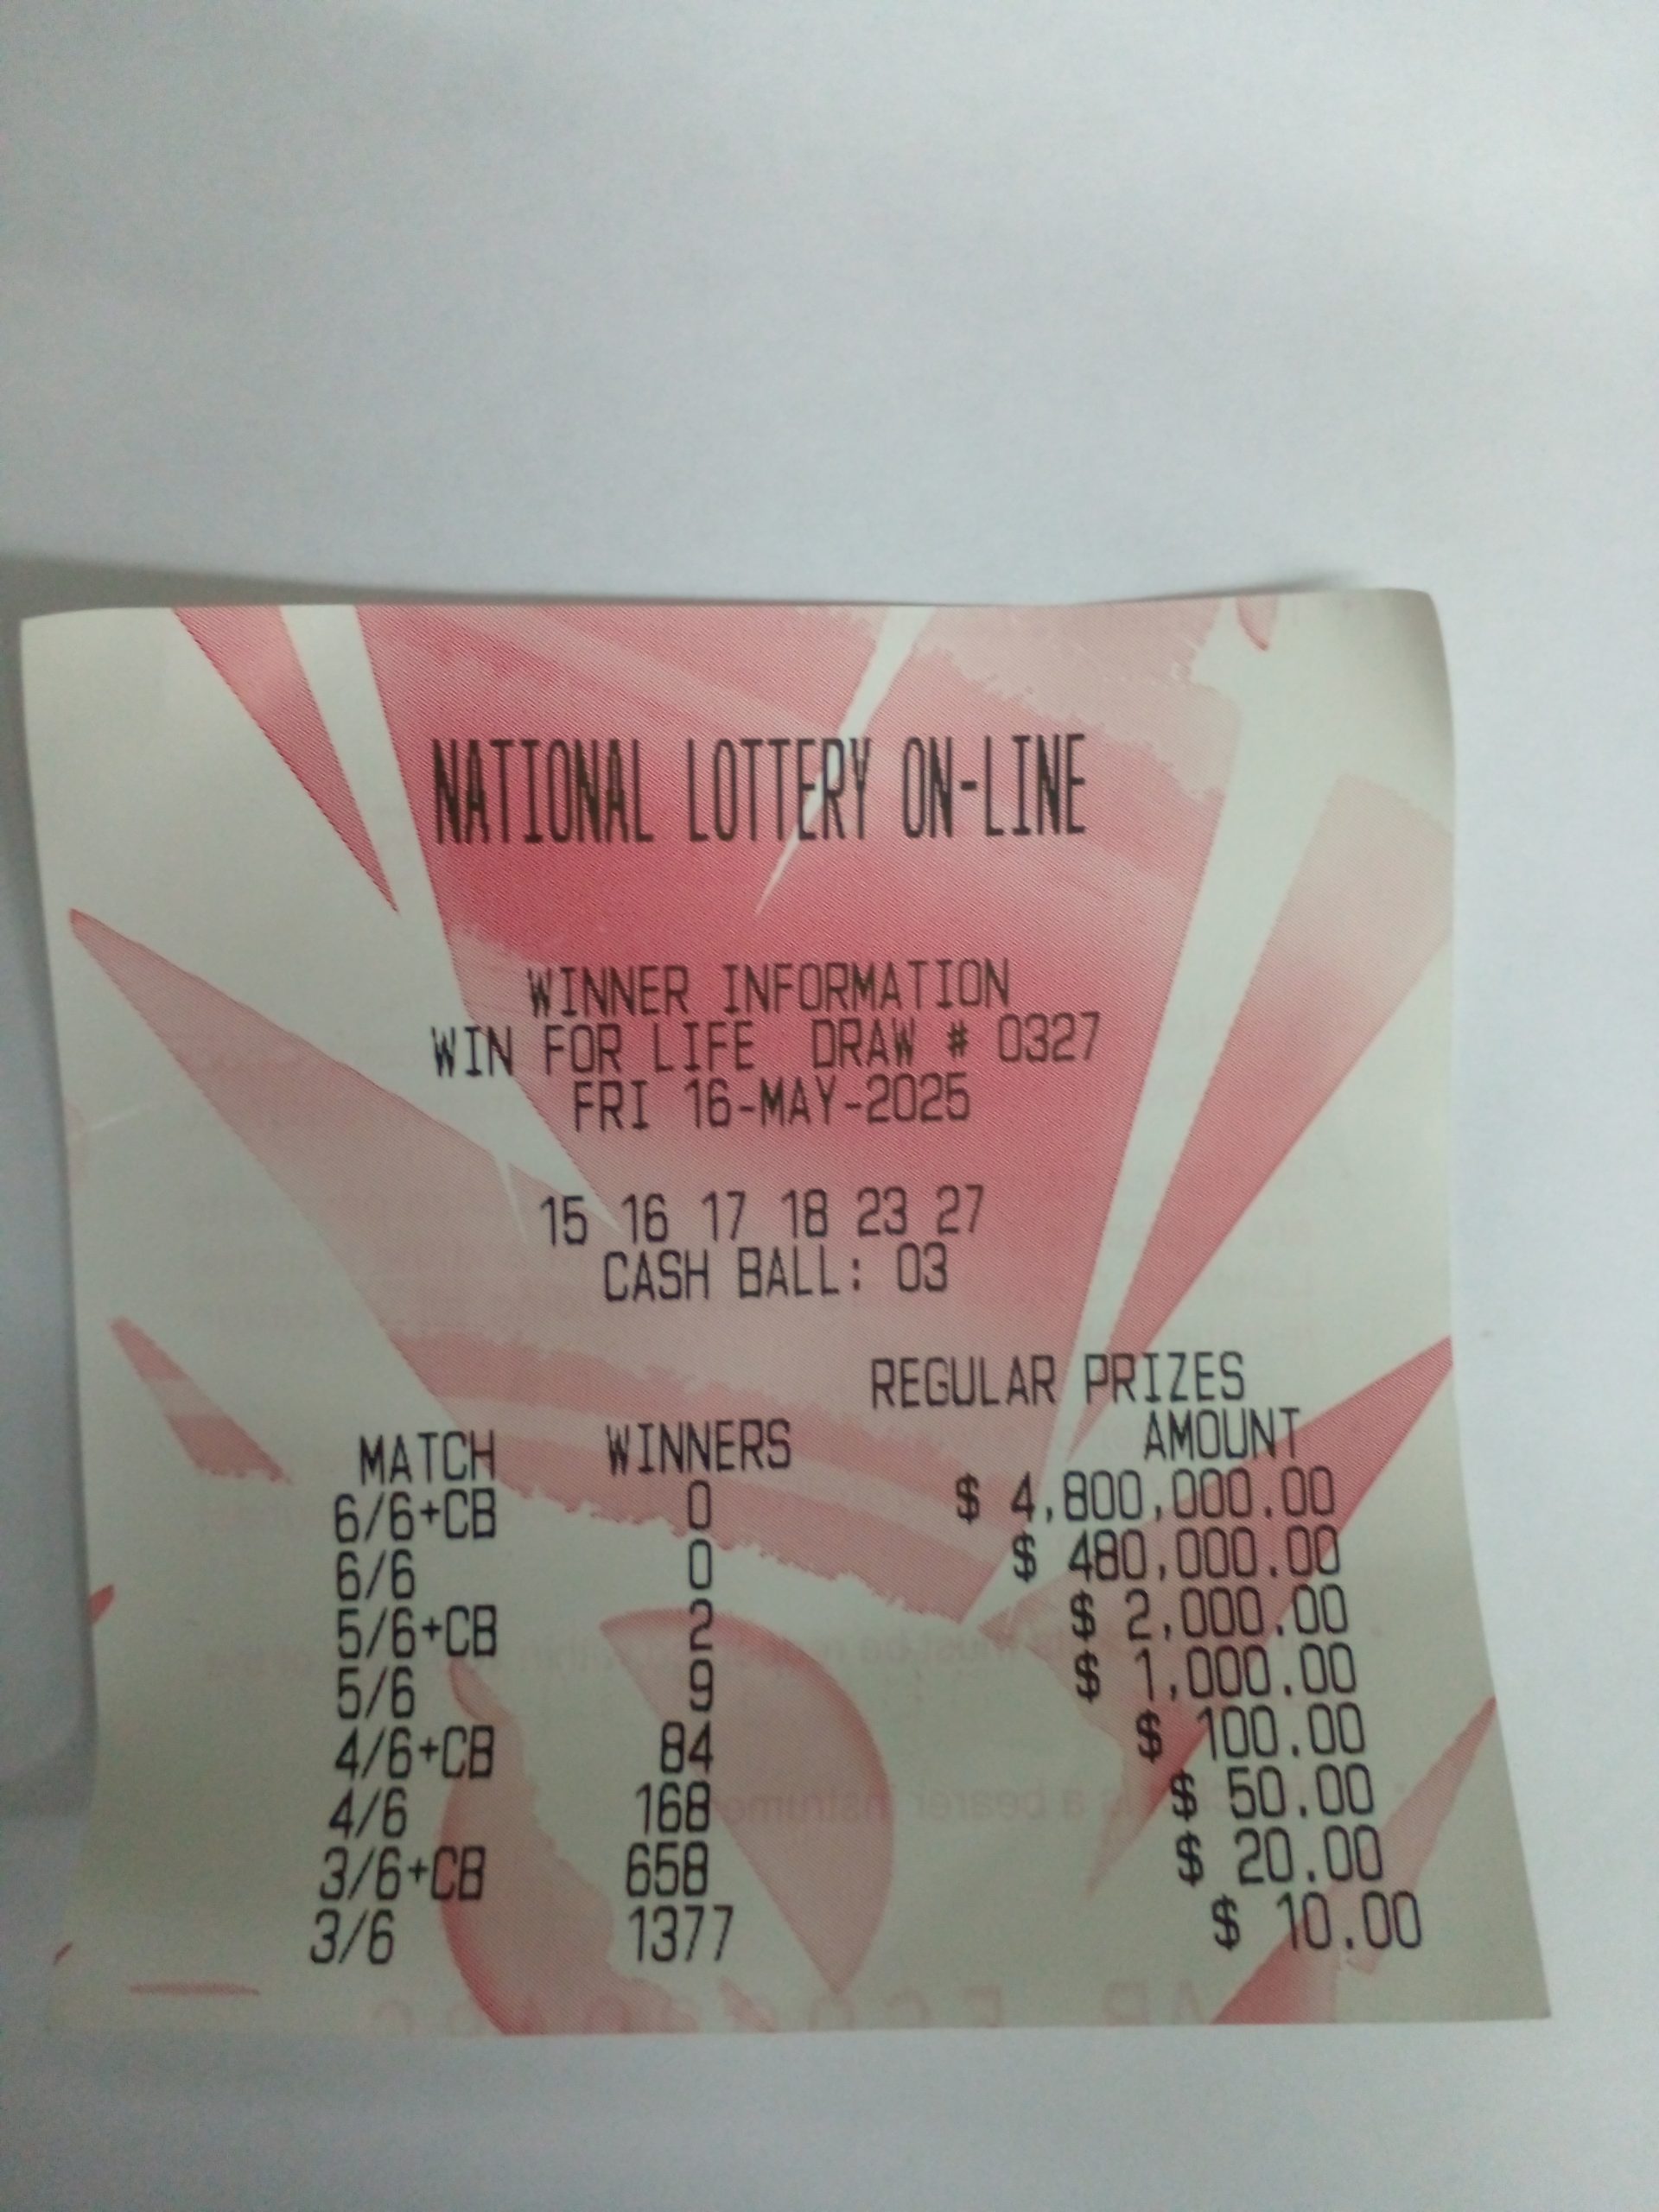 NATIONAL LOTTERY ON-LINE
WINNER INFORMATION
WIN FOR LIFE DRAW # 0327
FRI 16-MAY-2025
15 16 17 18 23 27
CASH BALL: 03
REGULAR PRIZES
MATCH WINNERS AMOUNT
6/6+CB 0 $ 4,800,000.00
6/6 0 $ 480,000.00
5/6+CB 2 $ 2,000.00
5/6 9 $ 1,000.00
4/6+CB 84 $ 100.00
4/6 168 $ 50.00
3/6+CB 658 $ 20.00
3/6 1377 $ 10.00